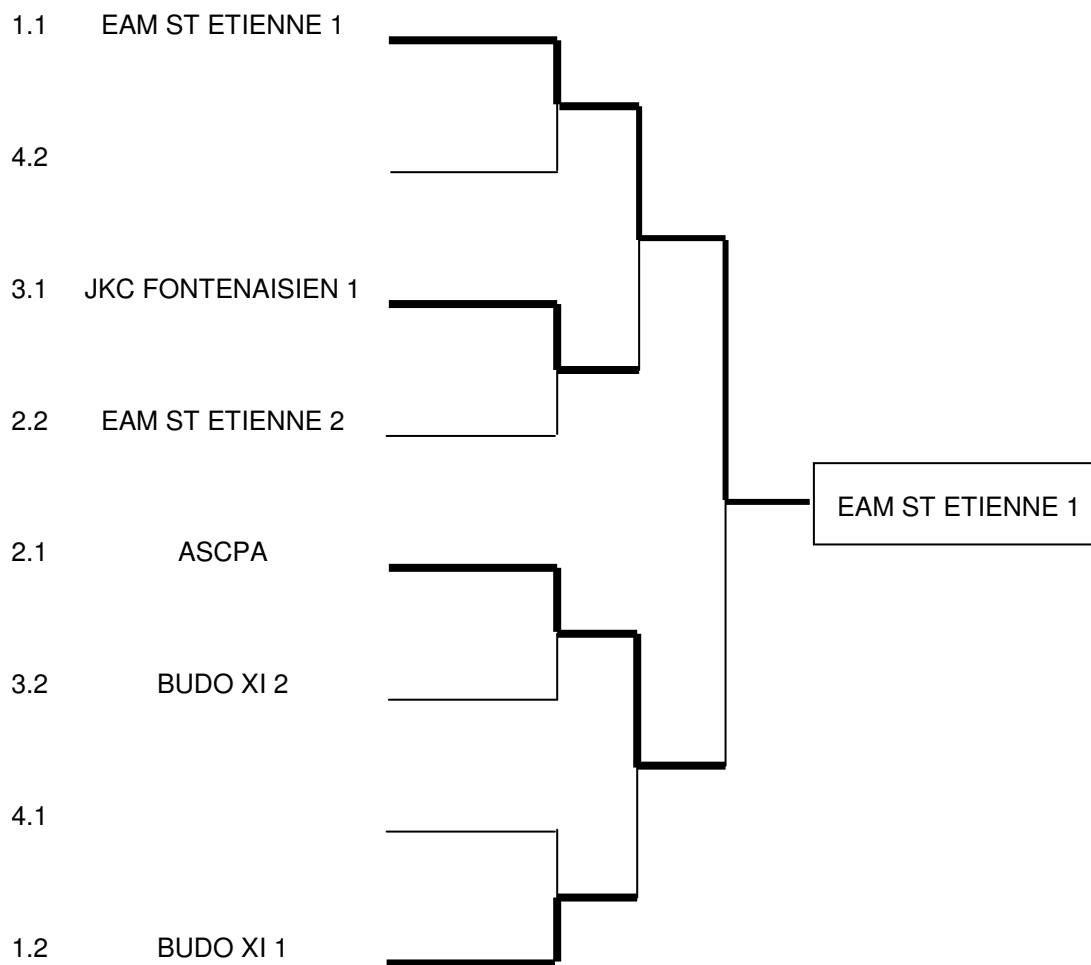 1.1 EAM ST ETIENNE 1
4.2
3.1 JKC FONTENAISIEN 1
2.2 EAM ST ETIENNE 2
EAM ST ETIENNE 1
2.1 ASCPA
3.2 BUDO XI 2
4.1
1.2 BUDO XI 1